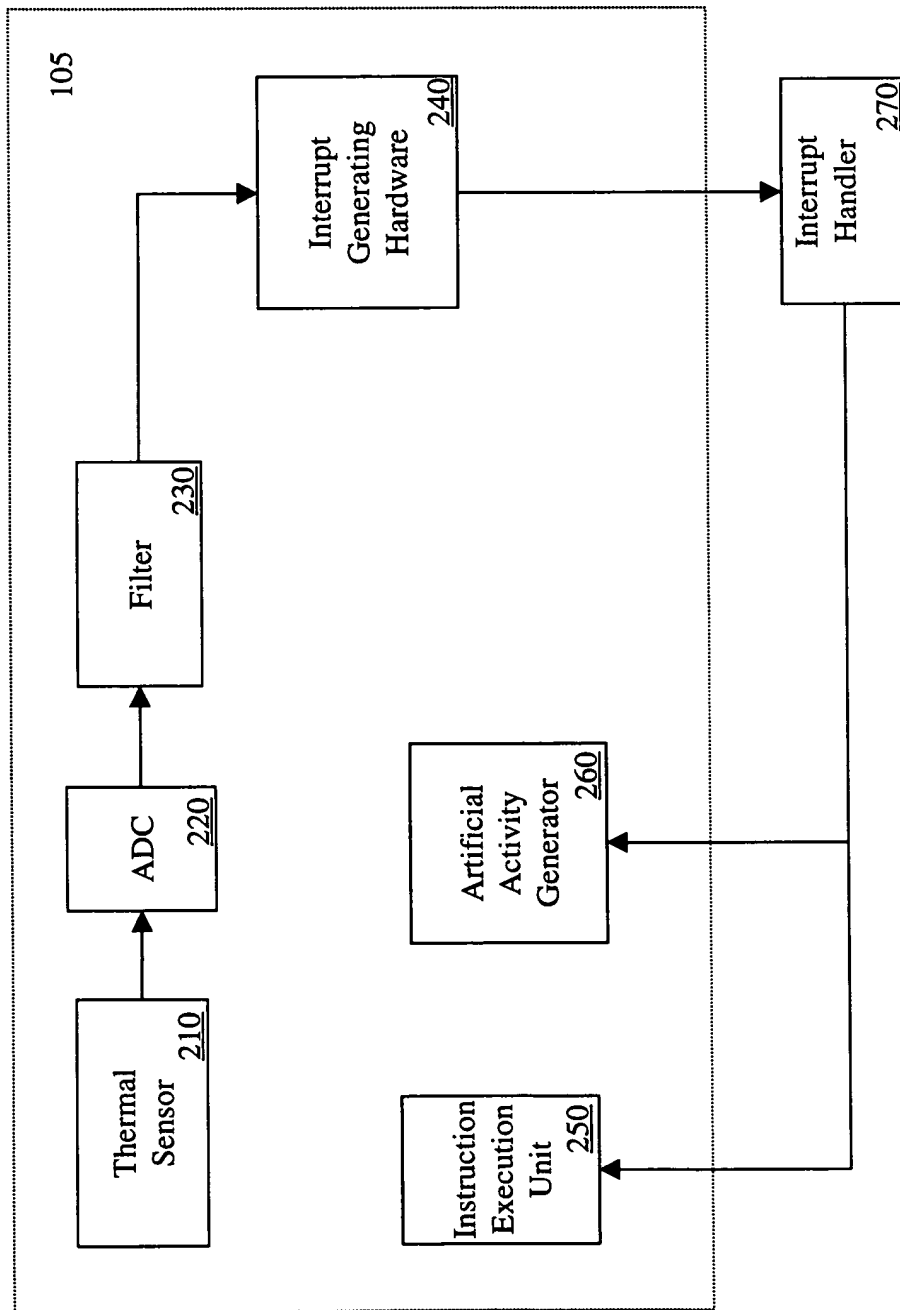 105
Thermal
Sensor
210
ADC
220
Filter
230
Interrupt
Generating
Hardware
240
Instruction
Execution
Unit
250
Artificial
Activity
Generator
260
Interrupt
Handler
270